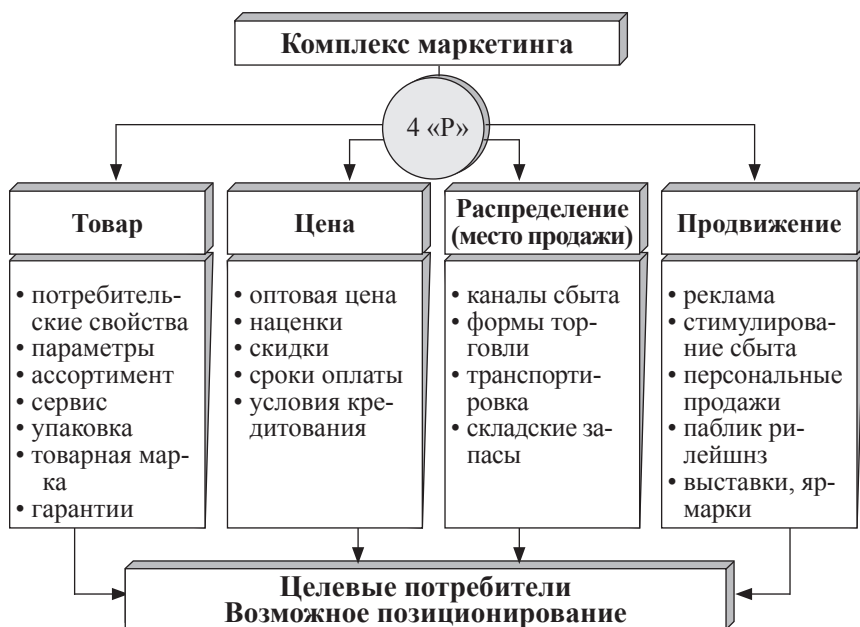 Комплекс маркетинга
4 «Р»
Товар
• потребитель-
ские свойства
• параметры
• ассортимент
• сервис
• упаковка
• товарная мар-
ка
• гарантии
Цена
• оптовая цена
• наценки
• скидки
• сроки оплаты
• условия кре-
дитования
Распределение
(место продажи)
• каналы сбыта
• формы тор-
говли
• транспорти-
ровка
• складские за-
пасы
Продвижение
• реклама
• стимулирова-
ние сбыта
• персональные
продажи
• паблик ри-
лейшнз
• выставки, яр-
марки
Целевые потребители
Возможное позиционирование